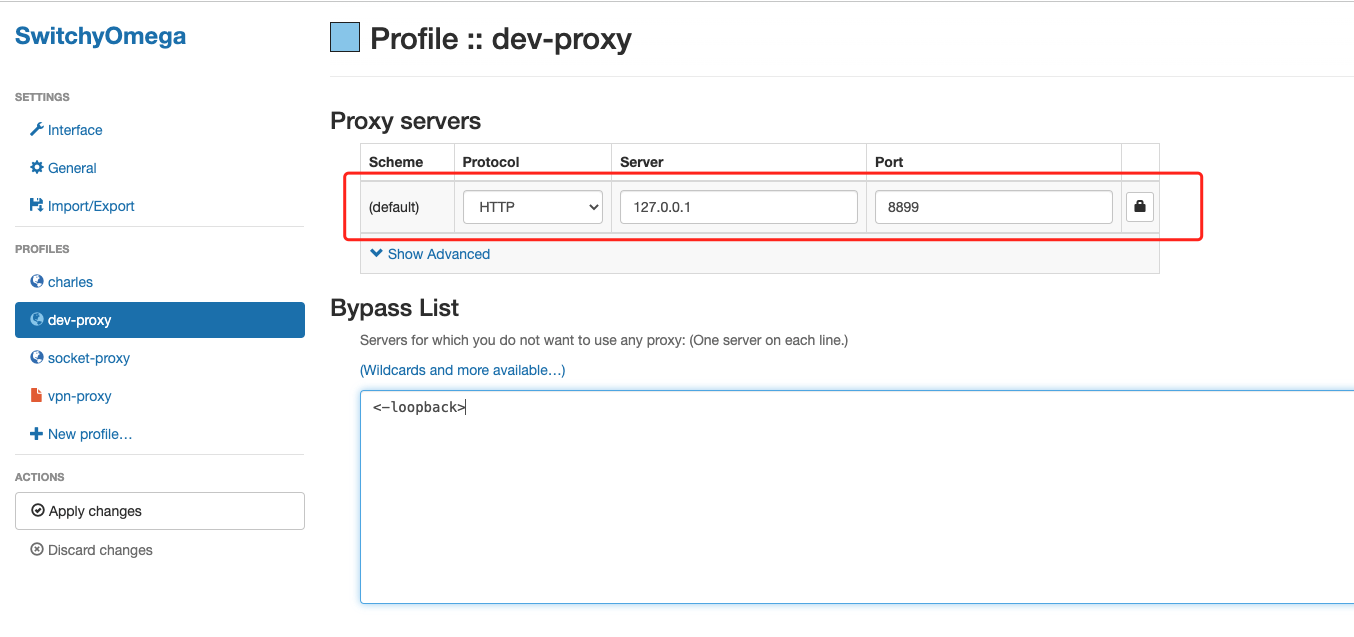 SwitchyOmega
SETTINGS
Interface
General
Import/Export
PROFILES
charles
dev-proxy
socket-proxy
vpn-proxy
New profile…
ACTIONS
Apply changes
Discard changes
Profile :: dev-proxy
Proxy servers
Scheme Protocol Server Port
(default) HTTP 127.0.0.1 8899
Show Advanced
Bypass List
Servers for which you do not want to use any proxy: (One server on each line.)
(Wildcards and more available…)
<-loopback>